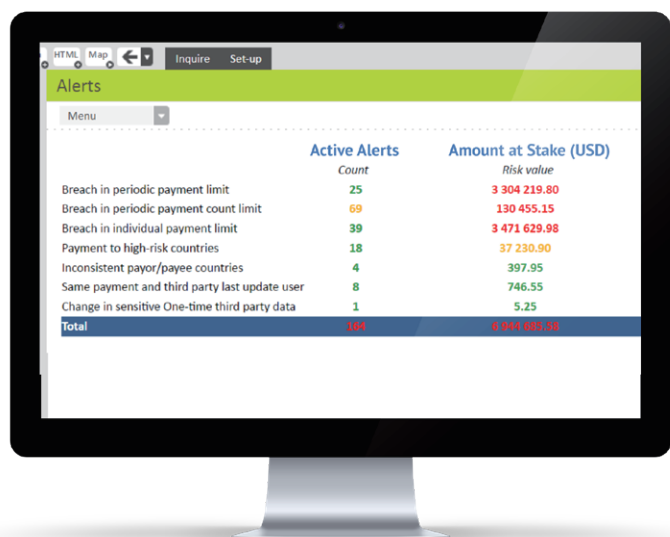 HTML Map Inquire Set-up
Alerts
Menu
Active Alerts Amount at Stake (USD)
Count Risk value
Breach in periodic payment limit 25 3 304 219.80
Breach in periodic payment count limit 69 130 455.15
Breach in individual payment limit 39 3 471 629.98
Payment to high-risk countries 18 37 230.90
Inconsistent payor/payee countries 4 397.95
Same payment and third party last update user 8 746.55
Change in sensitive One-time third party data 1 5.25
Total 164 6 944 685.58